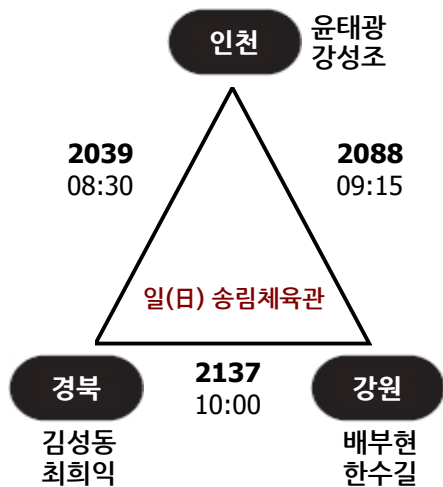 인천
윤태광
강성조
2039
08:30
2088
09:15
일(日) 송림체육관
경북
2137
10:00
강원
김성동
최희익
배부현
한수길